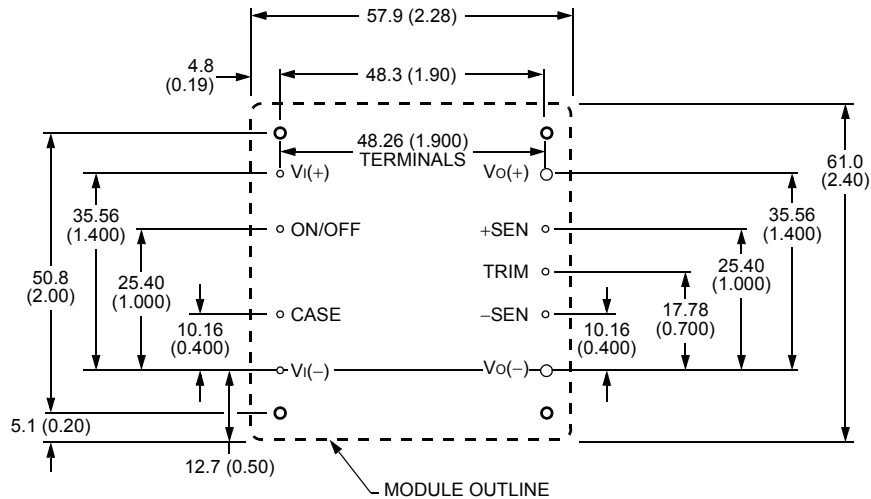 57.9 (2.28)
4.8
(0.19)
48.3 (1.90)
48.26 (1.900)
TERMINALS
VI(+)
VO(+)
61.0
(2.40)
35.56
(1.400)
35.56
(1.400)
ON/OFF
+SEN
50.8
(2.00)
25.40
(1.000)
25.40
(1.000)
TRIM
17.78
(0.700)
CASE
–SEN
10.16
(0.400)
10.16
(0.400)
VI(–)
VO(–)
5.1 (0.20)
12.7 (0.50)
MODULE OUTLINE